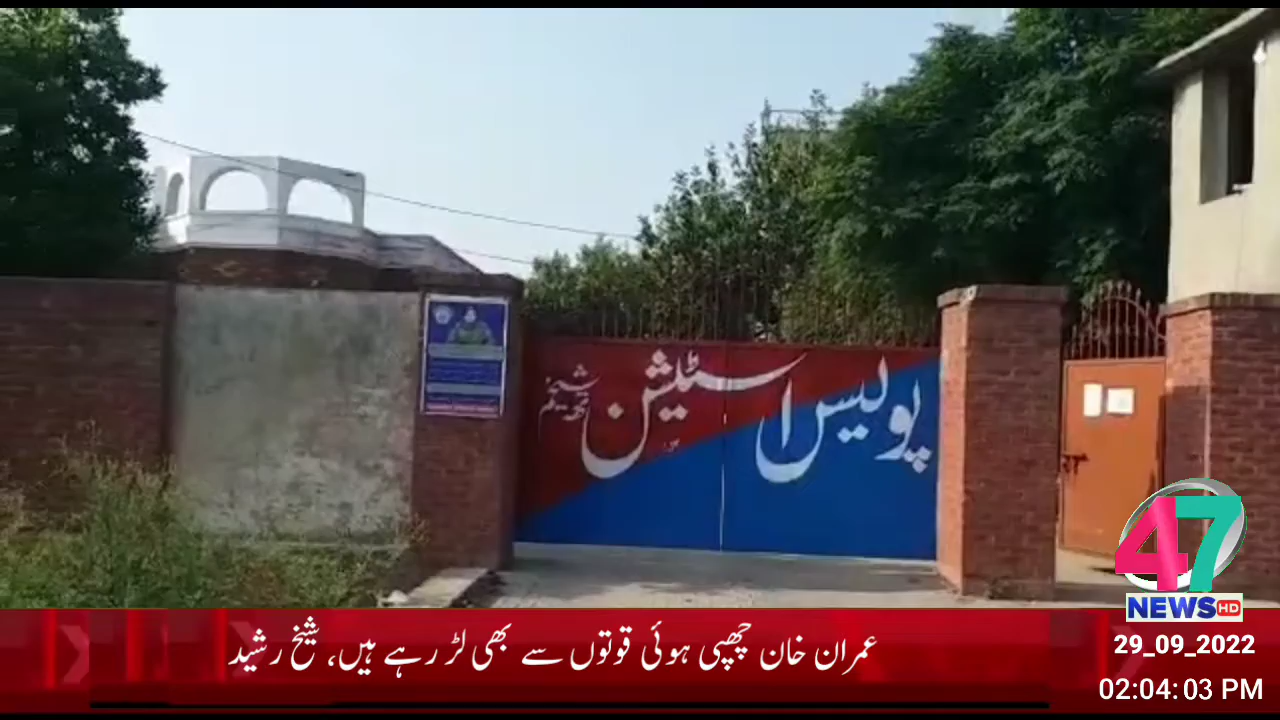 پولیس اسٹیشن
47
NEWS HD
عمران خان چھپی ہوئی قوتوں سے بھی لڑ رہے ہیں، شیخ رشید
29_09_2022
02:04:03 PM